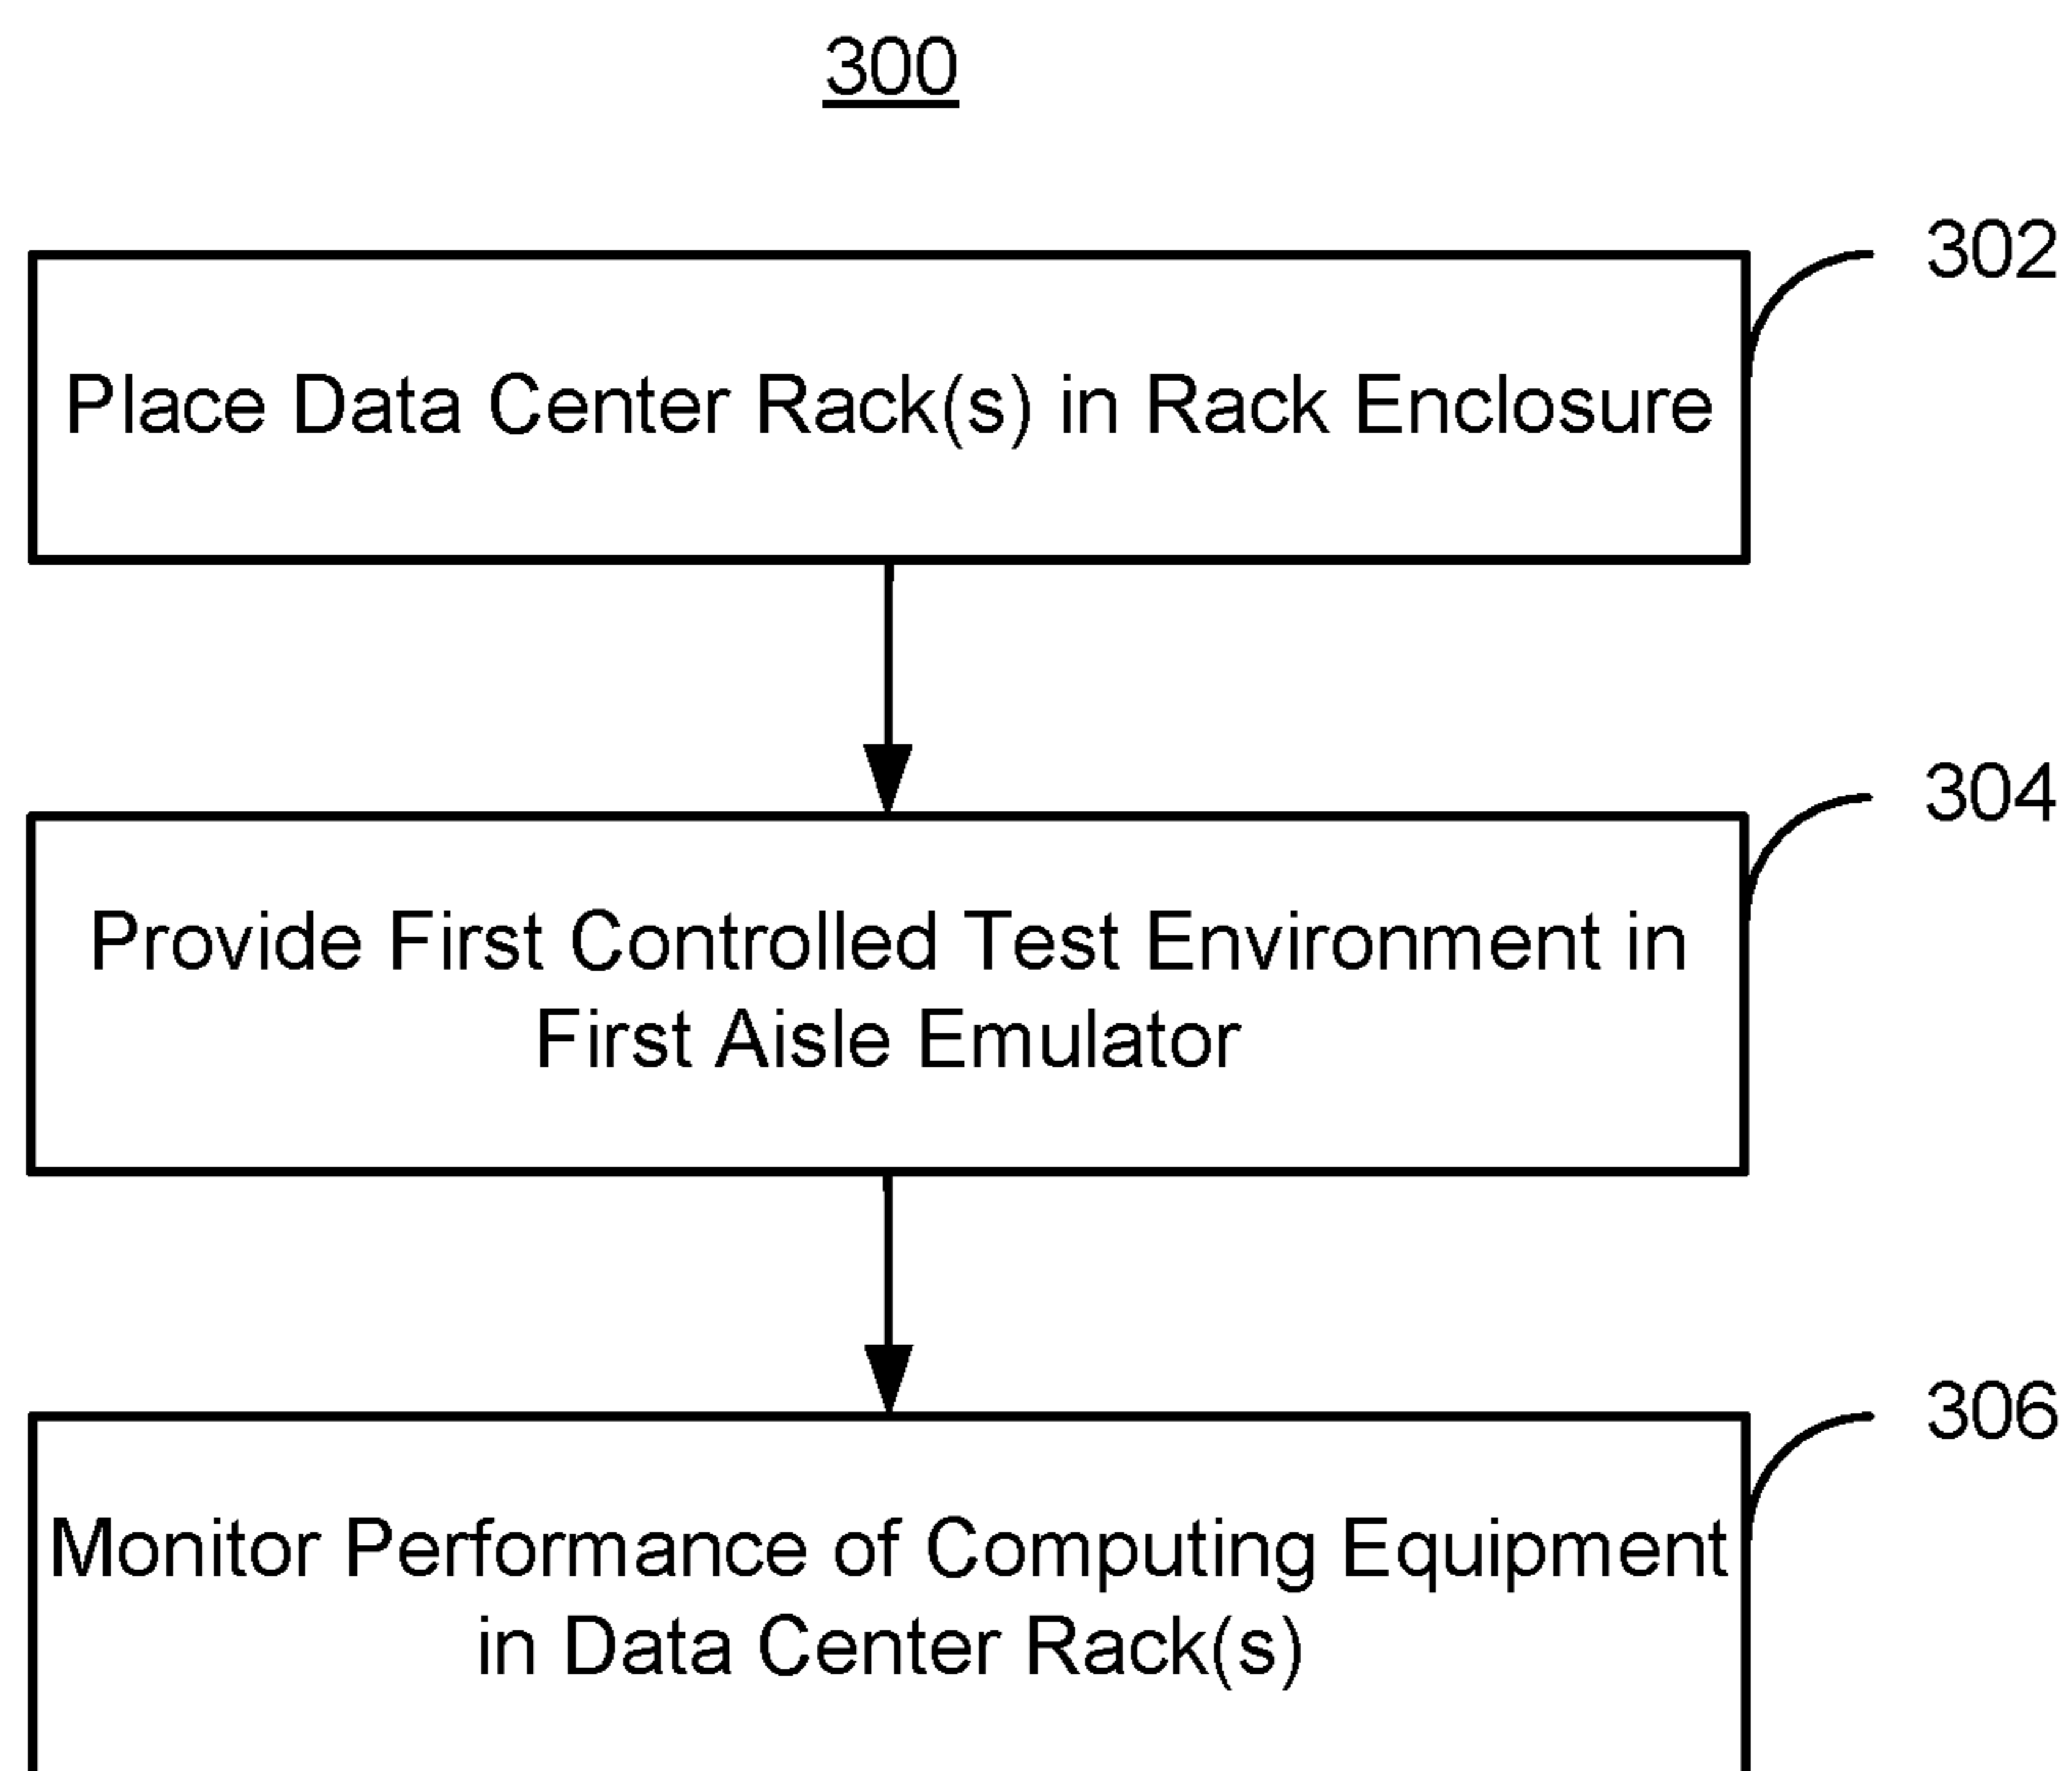 300
302
Place Data Center Rack(s) in Rack Enclosure
304
Provide First Controlled Test Environment in
First Aisle Emulator
306
Monitor Performance of Computing Equipment
in Data Center Rack(s)